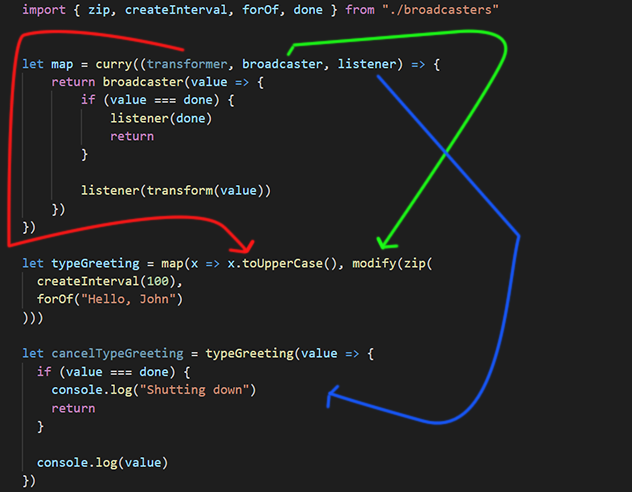 import { zip, createInterval, forOf, done } from "./broadcasters"
let map = curry((transformer, broadcaster, listener) => {
return broadcaster(value => {
if (value === done) {
listener(done)
return
}
listener(transform(value))
})
})
let typeGreeting = map(x => x.toUpperCase(), modify(zip(
createInterval(100),
forOf("Hello, John")
)))
let cancelTypeGreeting = typeGreeting(value => {
if (value === done) {
console.log("Shutting down")
return
}
console.log(value)
})